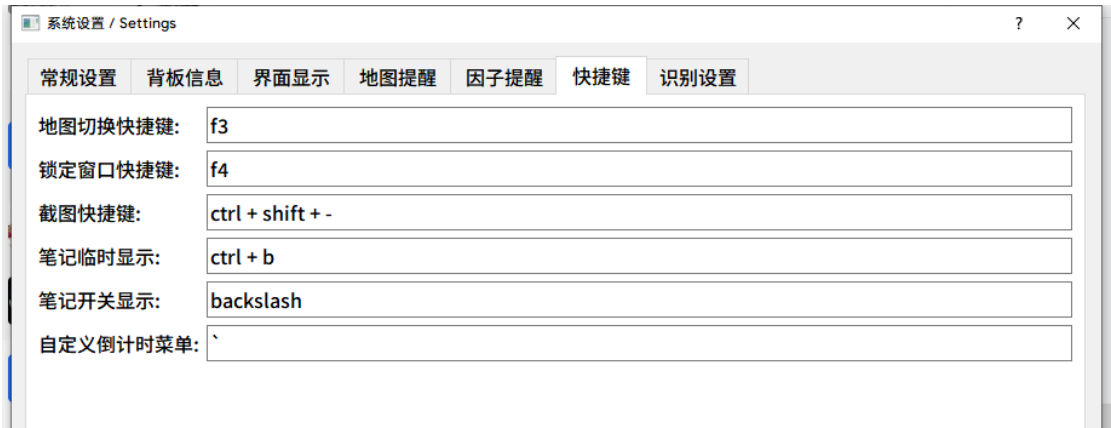 系统设置 / Settings
?
常规设置 背板信息 界面显示 地图提醒 因子提醒 快捷键 识别设置
地图切换快捷键: f3
锁定窗口快捷键: f4
截图快捷键: ctrl + shift + -
笔记临时显示: ctrl + b
笔记开关显示: backslash
自定义倒计时菜单: `